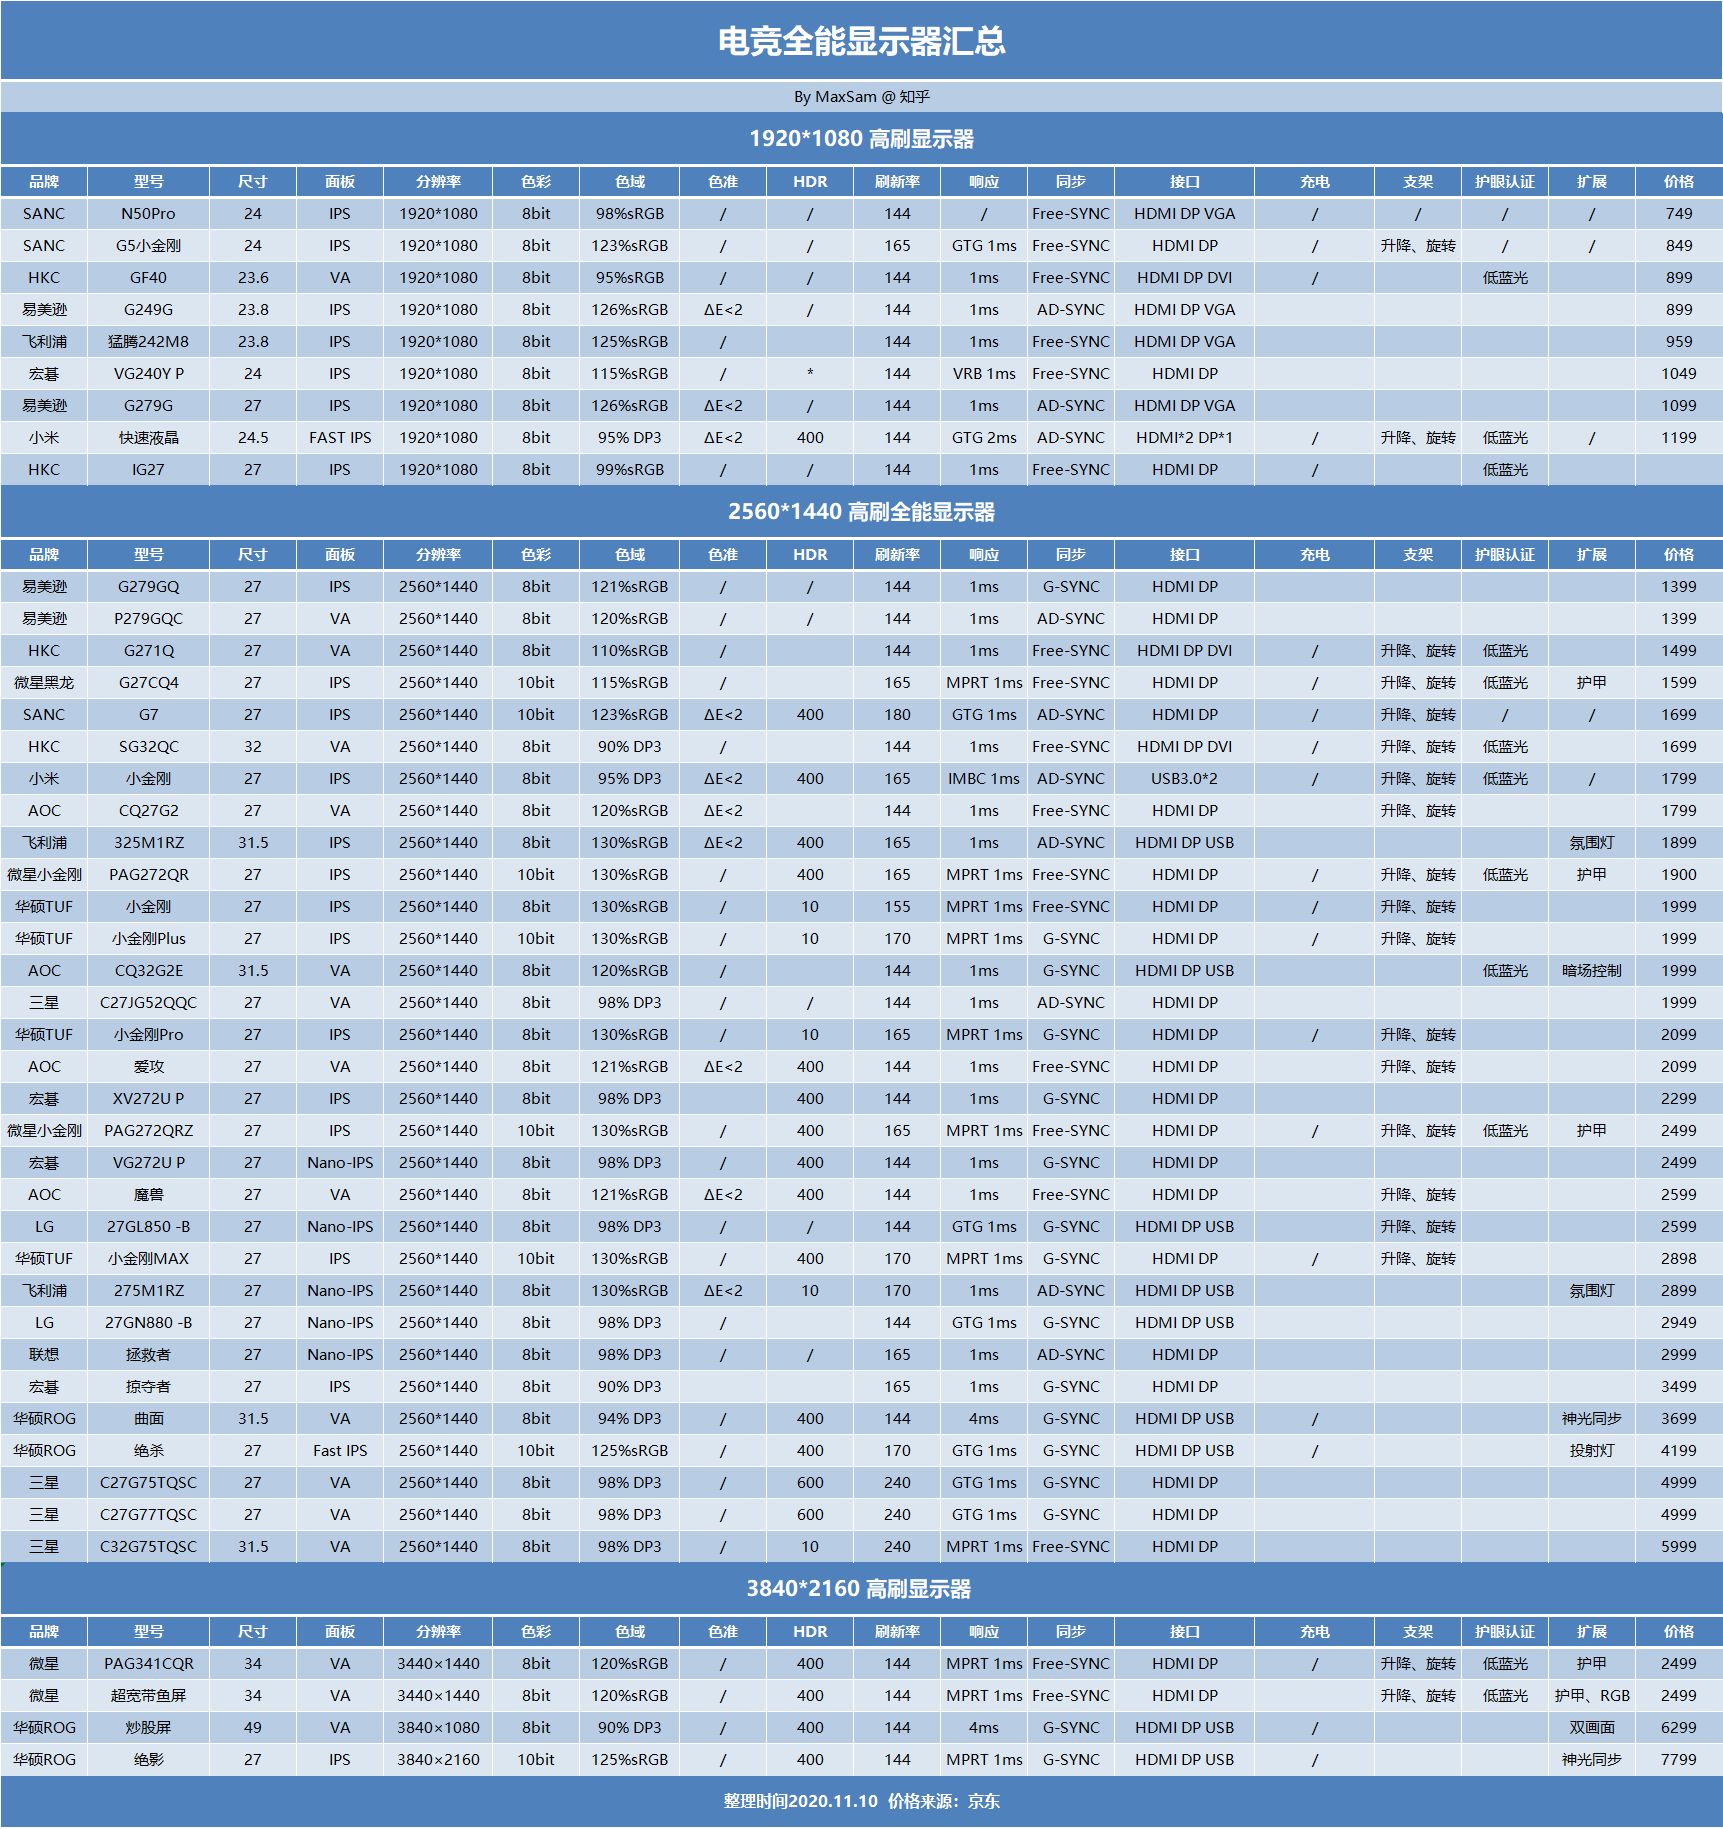 电竞全能显示器汇总
By MaxSam @ 知乎
1920*1080 高刷显示器
品牌 型号 尺寸 面板 分辨率 色彩 色域 色准 HDR 刷新率 响应 同步 接口 充电 支架 护眼认证 扩展 价格
SANC N50Pro 24 IPS 1920*1080 8bit 98%sRGB / / 144 / Free-SYNC HDMI DP VGA / / / / 749
SANC G5小金刚 24 IPS 1920*1080 8bit 123%sRGB / / 165 GTG 1ms Free-SYNC HDMI DP / 升降、旋转 / / 849
HKC GF40 23.6 VA 1920*1080 8bit 95%sRGB / / 144 1ms Free-SYNC HDMI DP DVI / 低蓝光 899
易美逊 G249G 23.8 IPS 1920*1080 8bit 126%sRGB ΔE<2 / 144 1ms AD-SYNC HDMI DP VGA 899
飞利浦 猛腾242M8 23.8 IPS 1920*1080 8bit 125%sRGB / 144 1ms Free-SYNC HDMI DP VGA 959
宏碁 VG240Y P 24 IPS 1920*1080 8bit 115%sRGB / * 144 VRB 1ms Free-SYNC HDMI DP 1049
易美逊 G279G 27 IPS 1920*1080 8bit 126%sRGB ΔE<2 / 144 1ms AD-SYNC HDMI DP VGA 1099
小米 快速液晶 24.5 FAST IPS 1920*1080 8bit 95% DP3 ΔE<2 400 144 GTG 2ms AD-SYNC HDMI*2 DP*1 / 升降、旋转 低蓝光 / 1199
HKC IG27 27 IPS 1920*1080 8bit 99%sRGB / / 144 1ms Free-SYNC HDMI DP / 低蓝光
2560*1440 高刷全能显示器
品牌 型号 尺寸 面板 分辨率 色彩 色域 色准 HDR 刷新率 响应 同步 接口 充电 支架 护眼认证 扩展 价格
易美逊 G279GQ 27 IPS 2560*1440 8bit 121%sRGB / / 144 1ms G-SYNC HDMI DP 1399
易美逊 P279GQC 27 VA 2560*1440 8bit 120%sRGB / / 144 1ms AD-SYNC HDMI DP 1399
HKC G271Q 27 VA 2560*1440 8bit 110%sRGB / 144 1ms Free-SYNC HDMI DP DVI / 升降、旋转 低蓝光 1499
微星黑龙 G27CQ4 27 IPS 2560*1440 10bit 115%sRGB / 165 MPRT 1ms Free-SYNC HDMI DP / 升降、旋转 低蓝光 护甲 1599
SANC G7 27 IPS 2560*1440 10bit 123%sRGB ΔE<2 400 180 GTG 1ms AD-SYNC HDMI DP / 升降、旋转 / / 1699
HKC SG32QC 32 VA 2560*1440 8bit 90% DP3 / 144 1ms Free-SYNC HDMI DP DVI / 升降、旋转 低蓝光 1699
小米 小金刚 27 IPS 2560*1440 8bit 95% DP3 ΔE<2 400 165 IMBC 1ms AD-SYNC USB3.0*2 / 升降、旋转 低蓝光 / 1799
AOC CQ27G2 27 VA 2560*1440 8bit 120%sRGB ΔE<2 144 1ms Free-SYNC HDMI DP 升降、旋转 1799
飞利浦 325M1RZ 31.5 IPS 2560*1440 8bit 130%sRGB ΔE<2 400 165 1ms AD-SYNC HDMI DP USB 氛围灯 1899
微星小金刚 PAG272QR 27 IPS 2560*1440 10bit 130%sRGB / 400 165 MPRT 1ms Free-SYNC HDMI DP / 升降、旋转 低蓝光 护甲 1900
华硕TUF 小金刚 27 IPS 2560*1440 8bit 130%sRGB / 10 155 MPRT 1ms Free-SYNC HDMI DP / 升降、旋转 1999
华硕TUF 小金刚Plus 27 IPS 2560*1440 10bit 130%sRGB / 10 170 MPRT 1ms G-SYNC HDMI DP / 升降、旋转 1999
AOC CQ32G2E 31.5 VA 2560*1440 8bit 120%sRGB / 144 1ms G-SYNC HDMI DP USB 低蓝光 暗场控制 1999
三星 C27JG52QQC 27 VA 2560*1440 8bit 98% DP3 / / 144 1ms AD-SYNC HDMI DP 1999
华硕TUF 小金刚Pro 27 IPS 2560*1440 8bit 130%sRGB / 10 165 MPRT 1ms G-SYNC HDMI DP / 升降、旋转 2099
AOC 爱攻 27 VA 2560*1440 8bit 121%sRGB ΔE<2 400 144 1ms Free-SYNC HDMI DP 升降、旋转 2099
宏碁 XV272U P 27 IPS 2560*1440 8bit 98% DP3 400 144 1ms G-SYNC HDMI DP 2299
微星小金刚 PAG272QRZ 27 IPS 2560*1440 10bit 130%sRGB / 400 165 MPRT 1ms Free-SYNC HDMI DP / 升降、旋转 低蓝光 护甲 2499
宏碁 VG272U P 27 Nano-IPS 2560*1440 8bit 98% DP3 / 400 144 1ms G-SYNC HDMI DP 2499
AOC 魔兽 27 VA 2560*1440 8bit 121%sRGB ΔE<2 400 144 1ms Free-SYNC HDMI DP 升降、旋转 2599
LG 27GL850 -B 27 Nano-IPS 2560*1440 8bit 98% DP3 / / 144 GTG 1ms G-SYNC HDMI DP USB 升降、旋转 2599
华硕TUF 小金刚MAX 27 IPS 2560*1440 10bit 130%sRGB / 400 170 MPRT 1ms G-SYNC HDMI DP / 升降、旋转 2898
飞利浦 275M1RZ 27 Nano-IPS 2560*1440 8bit 130%sRGB ΔE<2 10 170 1ms AD-SYNC HDMI DP USB 氛围灯 2899
LG 27GN880 -B 27 Nano-IPS 2560*1440 8bit 98% DP3 / 144 GTG 1ms G-SYNC HDMI DP USB 2949
联想 拯救者 27 Nano-IPS 2560*1440 8bit 98% DP3 / / 165 1ms AD-SYNC HDMI DP 2999
宏碁 掠夺者 27 IPS 2560*1440 8bit 90% DP3 165 1ms G-SYNC HDMI DP 3499
华硕ROG 曲面 31.5 VA 2560*1440 8bit 94% DP3 / 400 144 4ms G-SYNC HDMI DP USB / 神光同步 3699
华硕ROG 绝杀 27 Fast IPS 2560*1440 10bit 125%sRGB / 400 170 GTG 1ms G-SYNC HDMI DP USB / 投射灯 4199
三星 C27G75TQSC 27 VA 2560*1440 8bit 98% DP3 / 600 240 GTG 1ms G-SYNC HDMI DP 4999
三星 C27G77TQSC 27 VA 2560*1440 8bit 98% DP3 / 600 240 GTG 1ms G-SYNC HDMI DP 4999
三星 C32G75TQSC 31.5 VA 2560*1440 8bit 98% DP3 / 10 240 MPRT 1ms Free-SYNC HDMI DP 5999
3840*2160 高刷显示器
品牌 型号 尺寸 面板 分辨率 色彩 色域 色准 HDR 刷新率 响应 同步 接口 充电 支架 护眼认证 扩展 价格
微星 PAG341CQR 34 VA 3440×1440 8bit 120%sRGB / 400 144 MPRT 1ms Free-SYNC HDMI DP / 升降、旋转 低蓝光 护甲 2499
微星 超宽带鱼屏 34 VA 3440×1440 8bit 120%sRGB / 400 144 MPRT 1ms Free-SYNC HDMI DP 升降、旋转 低蓝光 护甲、RGB 2499
华硕ROG 炒股屏 49 VA 3840×1080 8bit 90% DP3 / 400 144 4ms G-SYNC HDMI DP USB / 双画面 6299
华硕ROG 绝影 27 IPS 3840×2160 10bit 125%sRGB / 400 144 MPRT 1ms G-SYNC HDMI DP USB / 神光同步 7799
整理时间2020.11.10 价格来源：京东